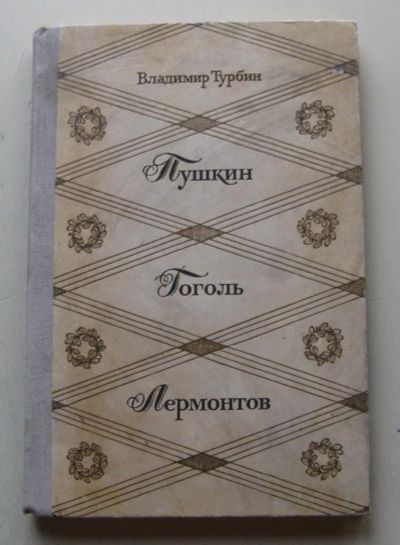 Владимир Турбин
Пушкин
Гоголь
Лермонтов